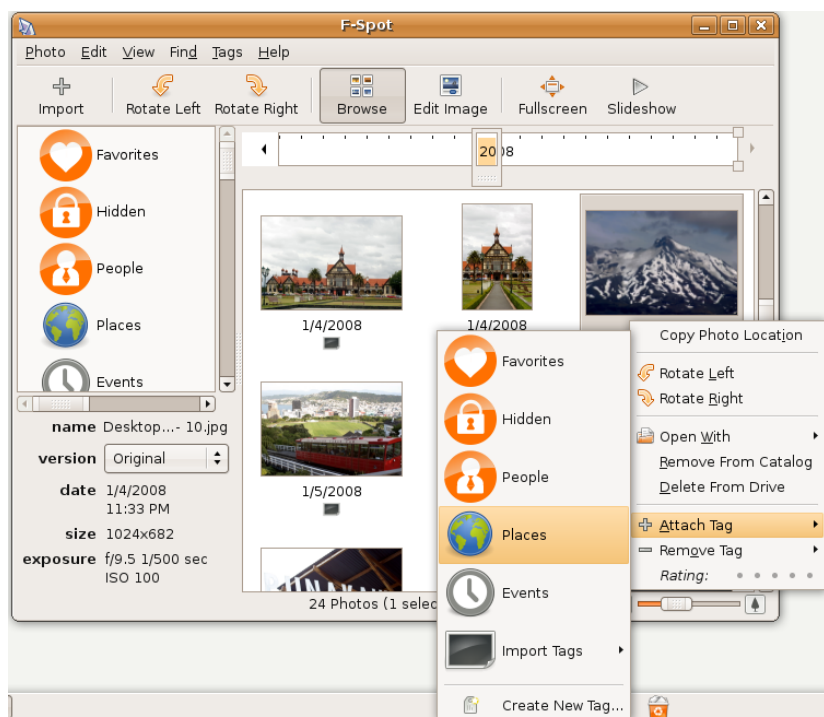 F-Spot
Photo Edit View Find Tags Help
Import Rotate Left Rotate Right Browse Edit Image Fullscreen Slideshow
Favorites
Hidden
People
Places
Events
2008
1/4/2008
1/4/2008
1/5/2008
name Desktop...- 10.jpg
version Original
date 1/4/2008
11:33 PM
size 1024x682
exposure f/9.5 1/500 sec
ISO 100
24 Photos (1 selec
Copy Photo Location
Rotate Left
Rotate Right
Open With
Remove From Catalog
Delete From Drive
Attach Tag
Remove Tag
Rating:
Favorites
Hidden
People
Places
Events
Import Tags
Create New Tag...